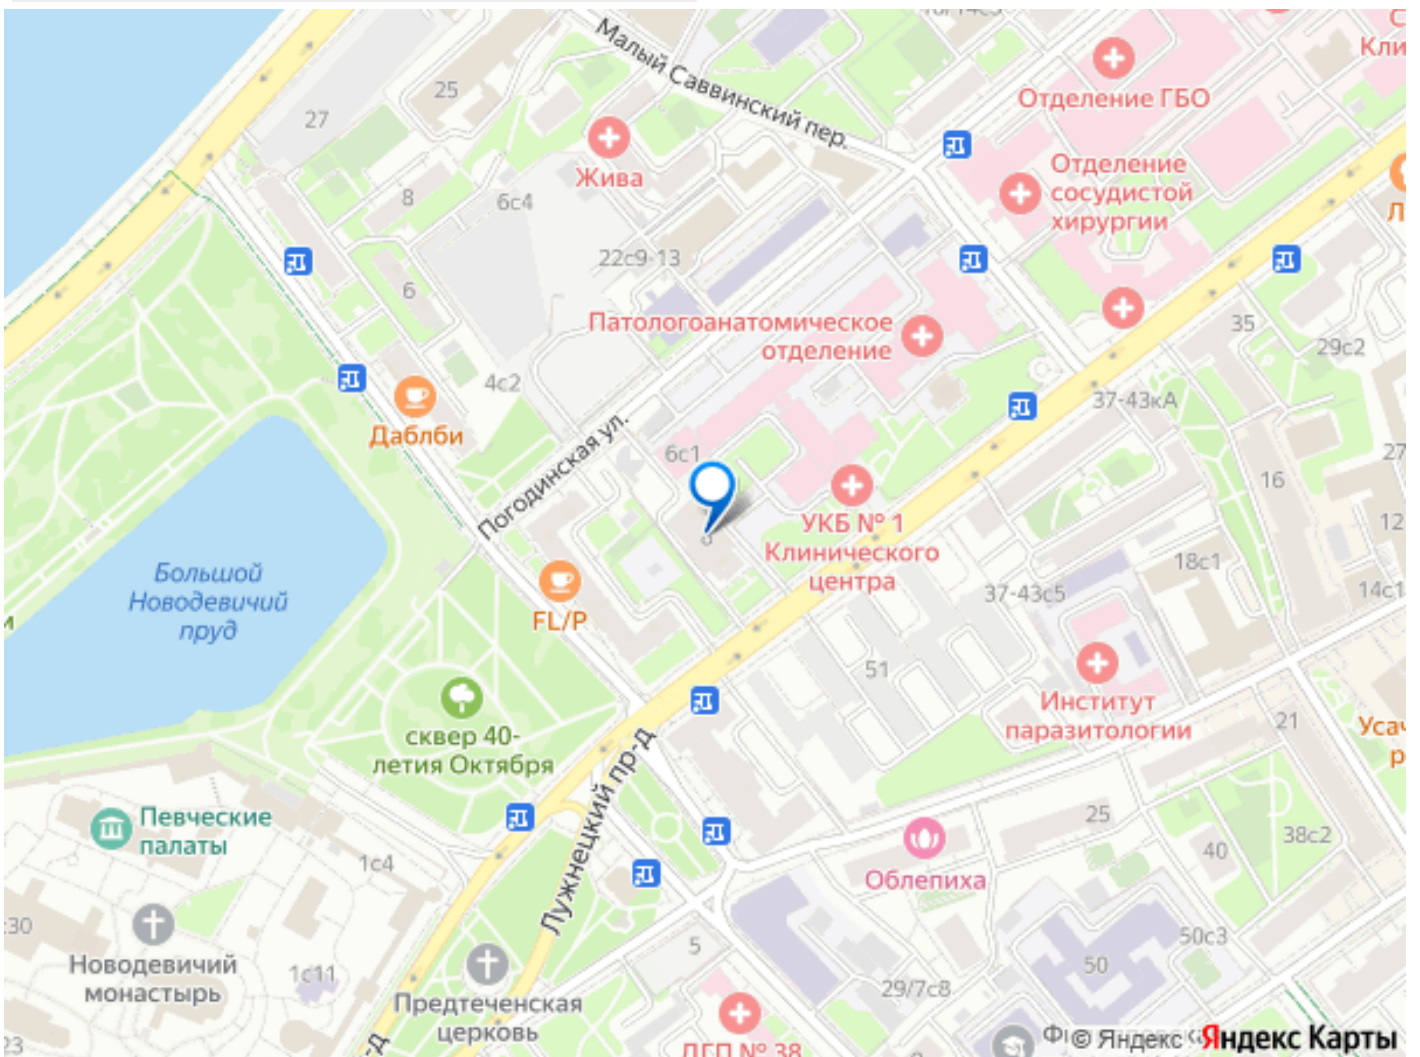 Малый Саввинский пер.
25
27
Отделение ГБО
Кли
Жива
Отделение
сосудистой
хирургии
8
6с4
22с9-13
6
Патологоанатомическое
отделение
35
29с2
4с2
37-43кА
Даблби
Погодинская ул.
6с1
27
16
УКБ № 1
Клинического
центра
12
Большой
Новодевичий
пруд
18с1
37-43с5
14с1
FL/P
51
Институт
паразитологии
21
сквер 40-
летия Октября
Лужнецкий пр-д
Певческие
палаты
25
38с2
1с4
40
Облепиха
с30
50с3
5
Новодевичий
монастырь
1с11
50
29/7с8
Предтеченская
церковь
23
ДГП № 38
© Яндекс
Яндекс Карты